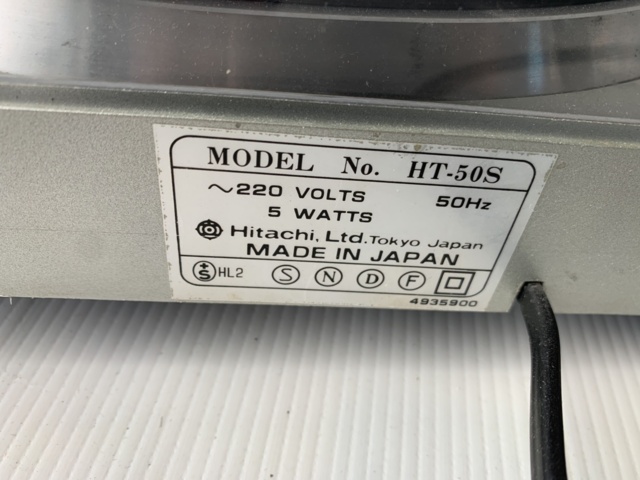 MODEL No. HT-50S
~220 VOLTS 50Hz
5 WATTS
Hitachi, Ltd. Tokyo Japan
MADE IN JAPAN
+S HL2 S N D F
4935900